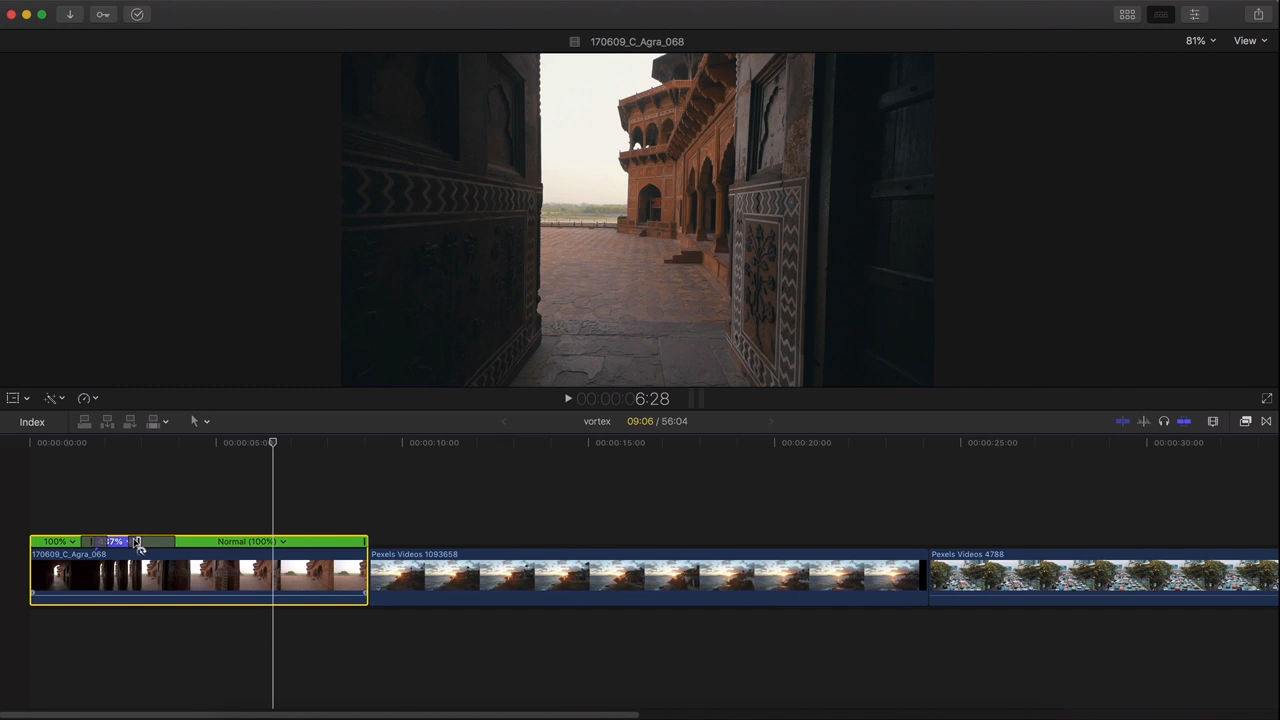 170609_C_Agra_068
81%
View
00:00:06:28
Index
vortex
09:06 / 56:04
00:00:00:00
00:00:05:00
00:00:10:00
00:00:15:00
00:00:20:00
00:00:25:00
00:00:30:00
100%
Normal (100%)
170609_C_Agra_068
Pexels Videos 1093658
Pexels Videos 4788